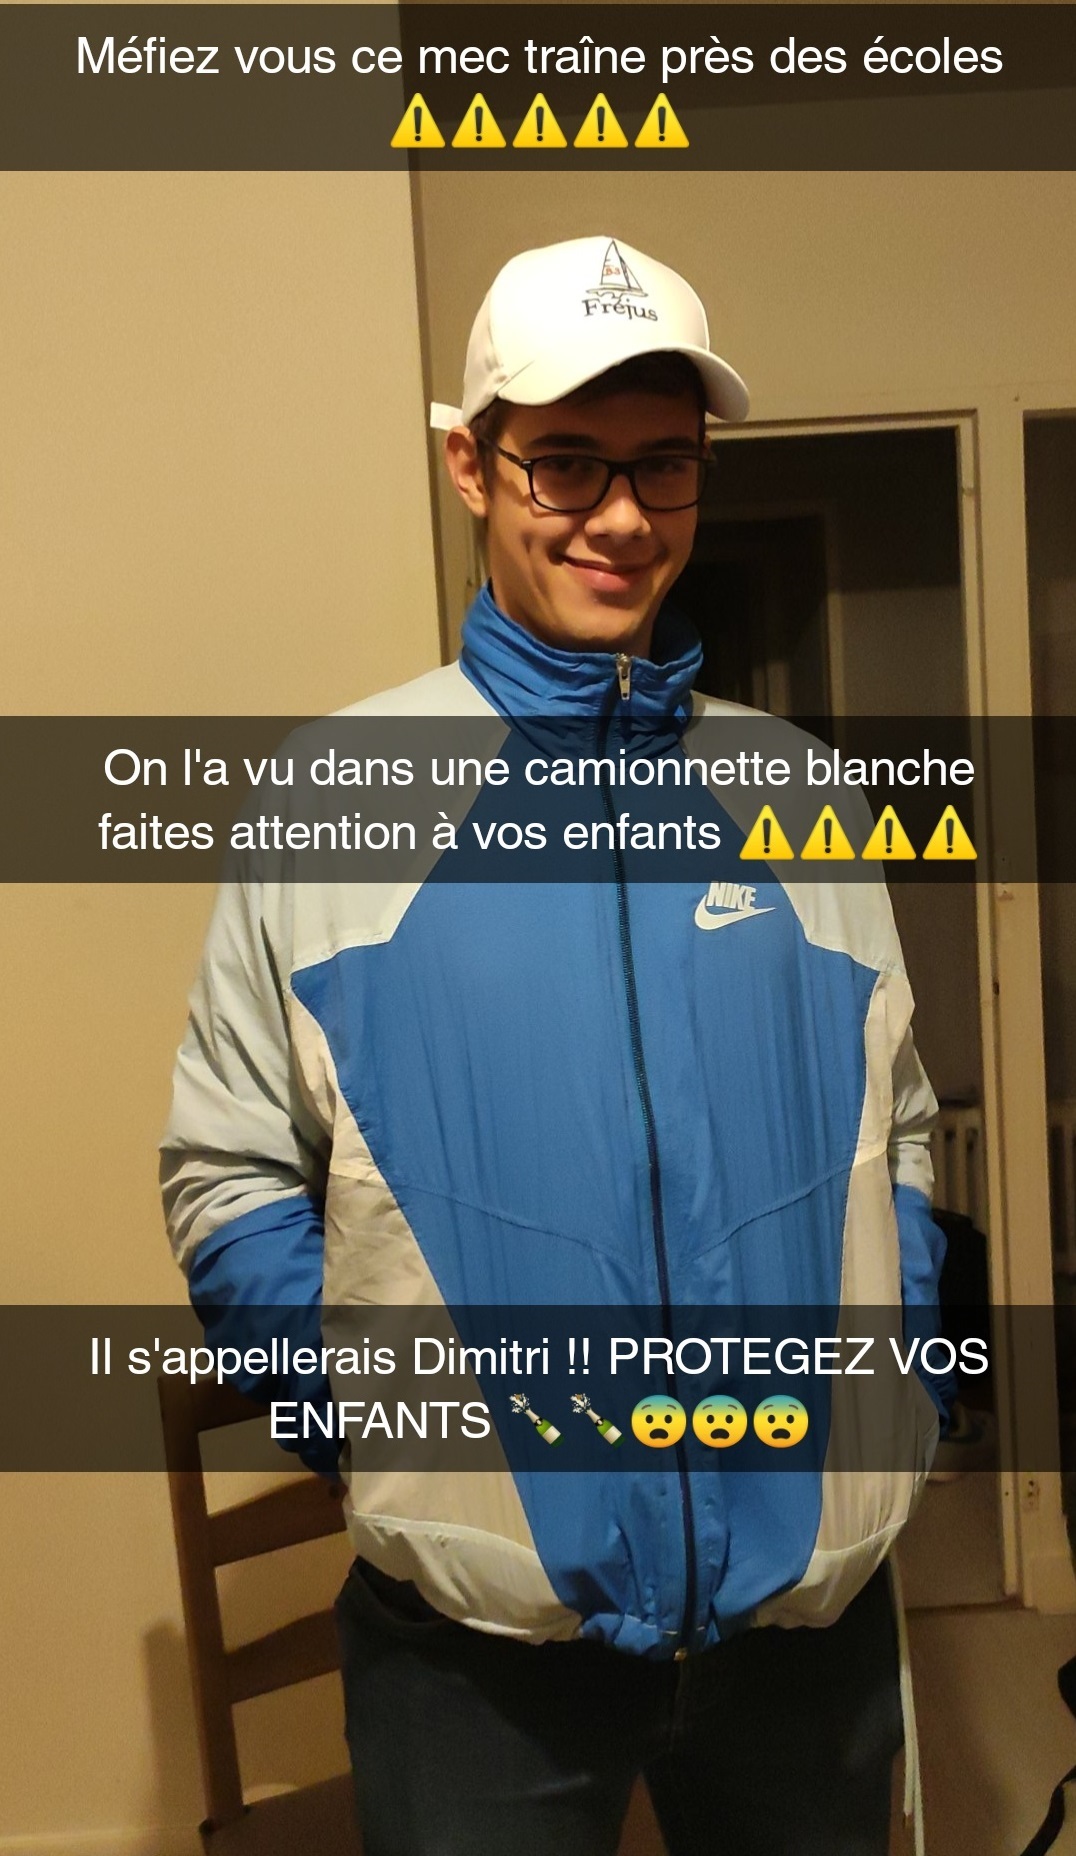 Méfiez vous ce mec traîne près des écoles
⚠️⚠️⚠️⚠️⚠️
83
Fréjus
On l'a vu dans une camionnette blanche
faites attention à vos enfants ⚠️⚠️⚠️⚠️
NIKE
Il s'appellerais Dimitri !! PROTEGEZ VOS
ENFANTS 🍾🍾😨😨😨